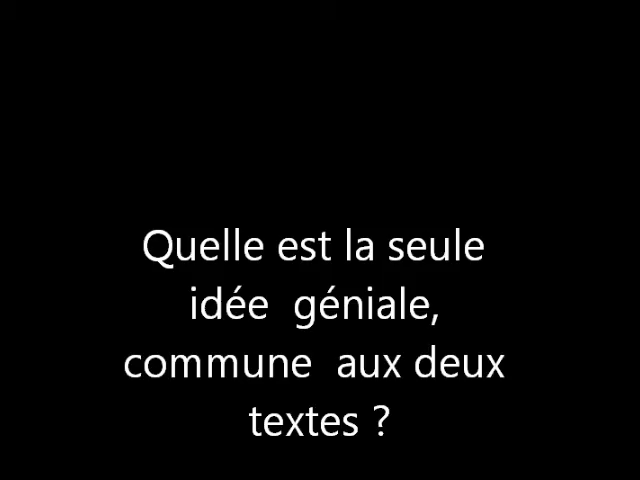 Quelle est la seule
idée  géniale,
commune  aux deux
textes ?